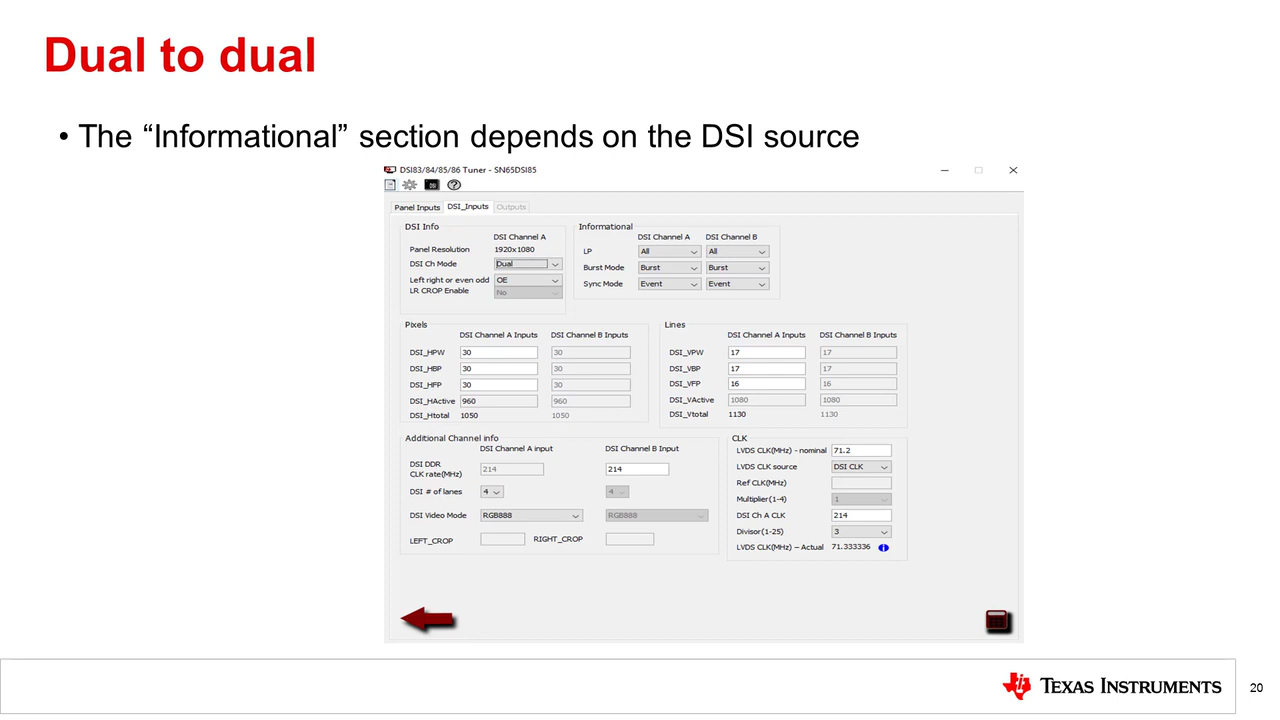 Dual to dual
• The “Informational” section depends on the DSI source
DSI83/84/85/86 Tuner - SN65DSI85
Panel Inputs DSI_Inputs Outputs
DSI Info
DSI Channel A
Panel Resolution 1920x1080
DSI Ch Mode Dual
Left right or even odd OE
LR CROP Enable No
Informational
DSI Channel A DSI Channel B
LP All All
Burst Mode Burst Burst
Sync Mode Event Event
Pixels
DSI Channel A Inputs DSI Channel B Inputs
DSI_HPW 30 30
DSI_HBP 30 30
DSI_HFP 30 30
DSI_HActive 960 960
DSI_Htotal 1050 1050
Lines
DSI Channel A Inputs DSI Channel B Inputs
DSI_VPW 17 17
DSI_VBP 17 17
DSI_VFP 16 16
DSI_VActive 1080 1080
DSI_Vtotal 1130 1130
Additional Channel info
DSI Channel A input DSI Channel B Input
DSI DDR
CLK rate(MHz) 214 214
DSI # of lanes 4 4
DSI Video Mode RGB888 RGB888
LEFT_CROP RIGHT_CROP
CLK
LVDS CLK(MHz) - nominal 71.2
LVDS CLK source DSI CLK
Ref CLK(MHz)
Multiplier(1-4) 1
DSI Ch A CLK 214
Divisor(1-25) 3
LVDS CLK(MHz) – Actual 71.333336
TEXAS INSTRUMENTS
20